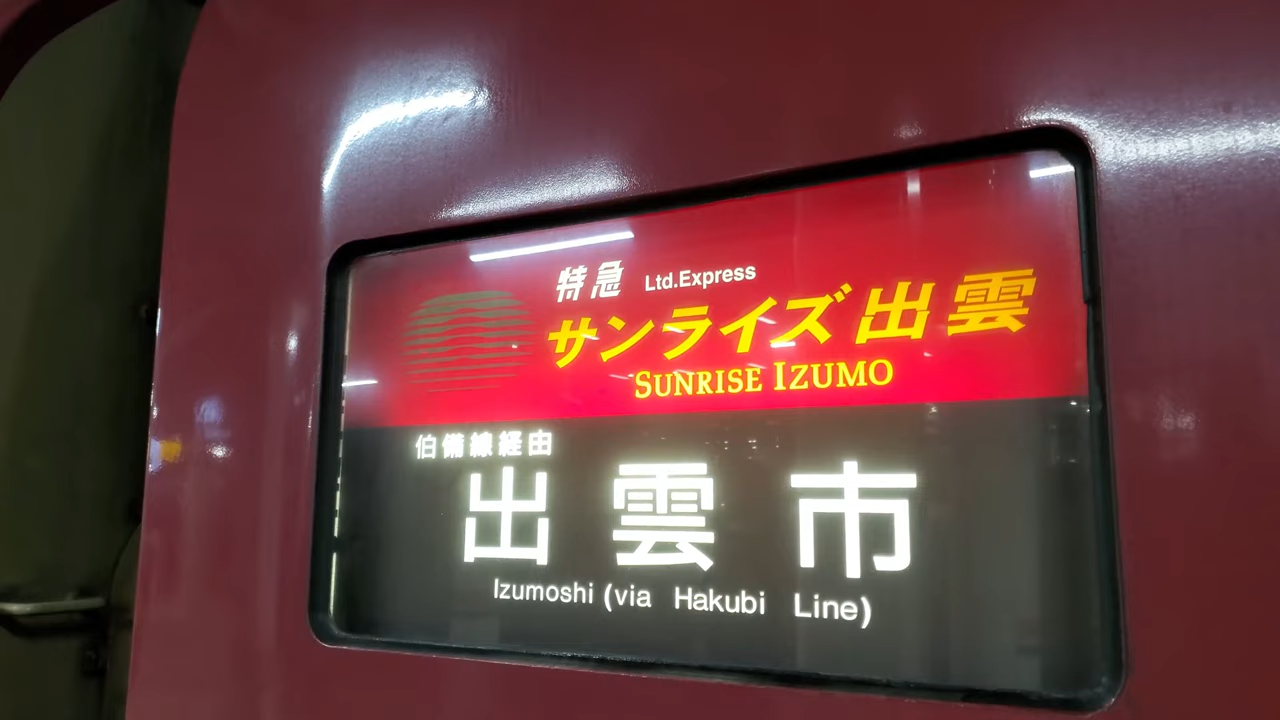 特急 Ltd.Express
サンライズ出雲
SUNRISE IZUMO
伯備線経由
出雲市
Izumoshi (via Hakubi Line)